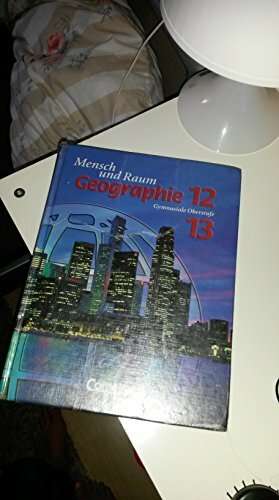 Mensch
und Raum
Geographie 12
Gymnasiale Oberstufe
13